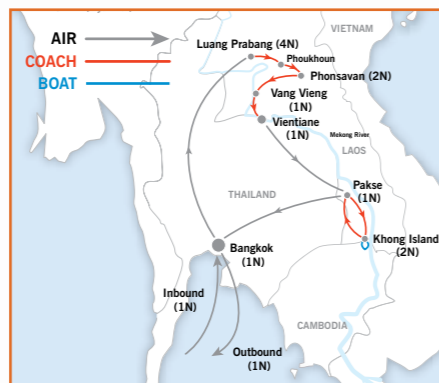 AIR
COACH
BOAT
VIETNAM
Luang Prabang (4N)
Phoukhoun
Phonsavan (2N)
Vang Vieng
(1N)
Vientiane
(1N)
Mekong River
LAOS
THAILAND
Pakse
(1N)
Khong Island
(2N)
Bangkok
(1N)
Inbound
(1N)
Outbound
(1N)
CAMBODIA